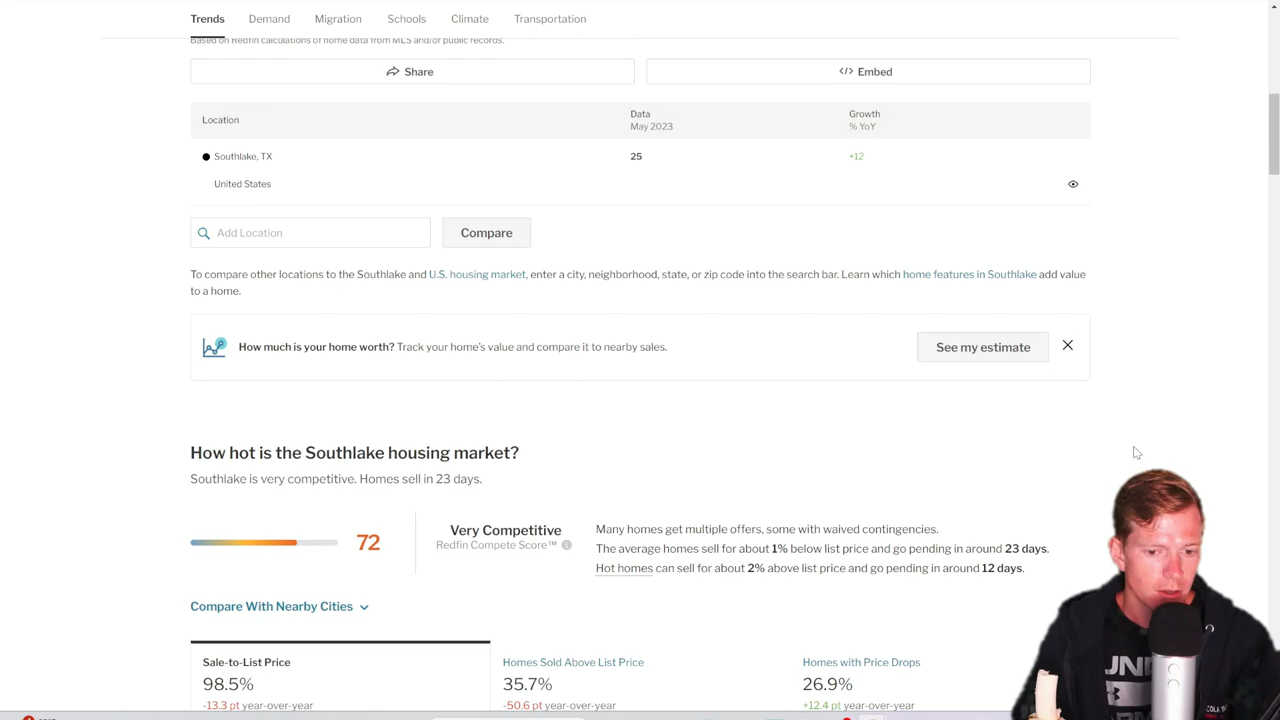 Trends Demand Migration Schools Climate Transportation
Based on Redfin calculations of home data from MLS and/or public records.
Share
</> Embed
Location Data Growth
May 2023 % YoY
Southlake, TX 25 +12
United States
Add Location Compare
To compare other locations to the Southlake and U.S. housing market, enter a city, neighborhood, state, or zip code into the search bar. Learn which home features in Southlake add value
to a home.
How much is your home worth? Track your home's value and compare it to nearby sales. See my estimate
How hot is the Southlake housing market?
Southlake is very competitive. Homes sell in 23 days.
72
Very Competitive
Redfin Compete Score™
Many homes get multiple offers, some with waived contingencies.
The average homes sell for about 1% below list price and go pending in around 23 days.
Hot homes can sell for about 2% above list price and go pending in around 12 days.
Compare With Nearby Cities
Sale-to-List Price
98.5%
-13.3 pt year-over-year
Homes Sold Above List Price
35.7%
-50.6 pt year-over-year
Homes with Price Drops
26.9%
+12.4 pt year-over-year